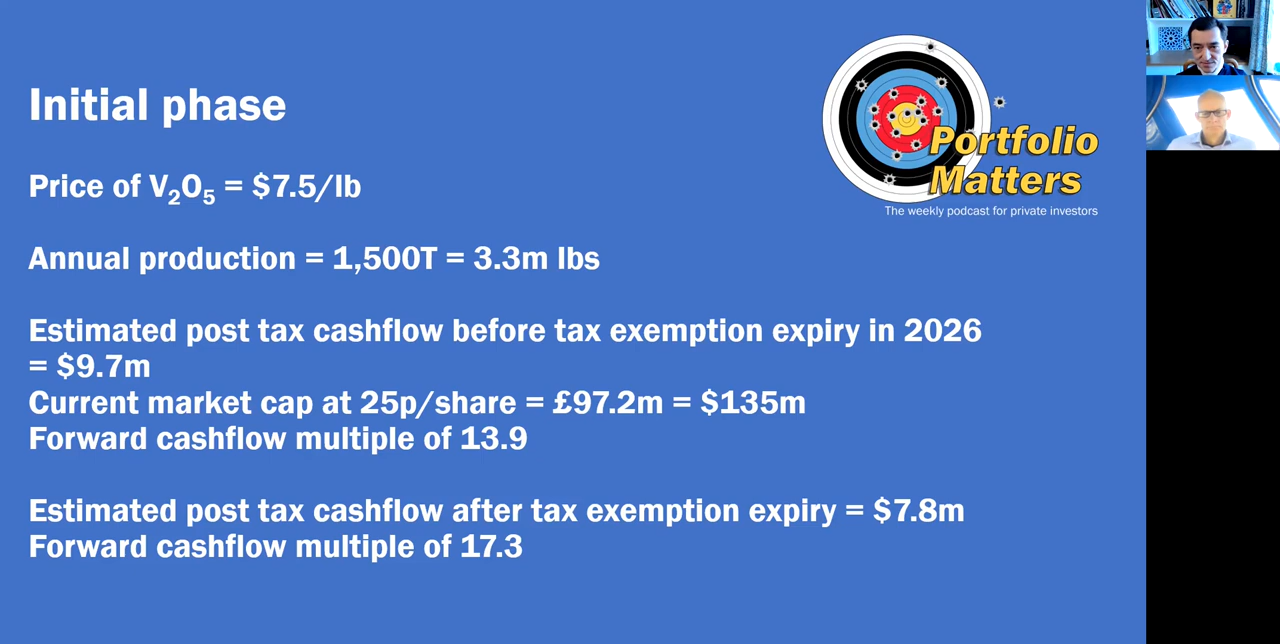 Initial phase
Price of V₂O₅ = $7.5/lb
Annual production = 1,500T = 3.3m lbs
Estimated post tax cashflow before tax exemption expiry in 2026
= $9.7m
Current market cap at 25p/share = £97.2m = $135m
Forward cashflow multiple of 13.9
Estimated post tax cashflow after tax exemption expiry = $7.8m
Forward cashflow multiple of 17.3
Portfolio
Matters
The weekly podcast for private investors